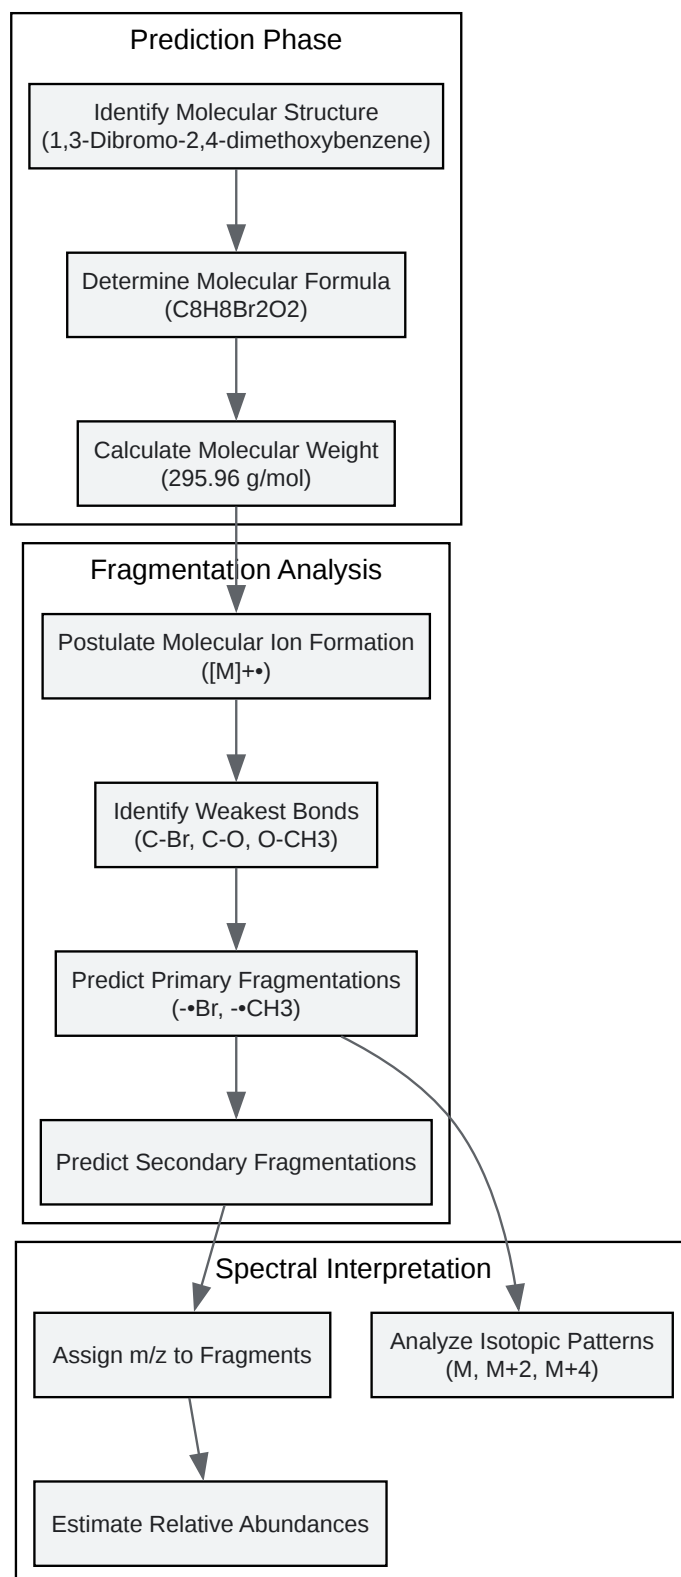 Prediction Phase
Identify Molecular Structure
(1,3-Dibromo-2,4-dimethoxybenzene)
Determine Molecular Formula
(C8H8Br2O2)
Calculate Molecular Weight
(295.96 g/mol)
Fragmentation Analysis
Postulate Molecular Ion Formation
([M]+•)
Identify Weakest Bonds
(C-Br, C-O, O-CH3)
Predict Primary Fragmentations
(-•Br, -•CH3)
Predict Secondary Fragmentations
Spectral Interpretation
Assign m/z to Fragments
Analyze Isotopic Patterns
(M, M+2, M+4)
Estimate Relative Abundances